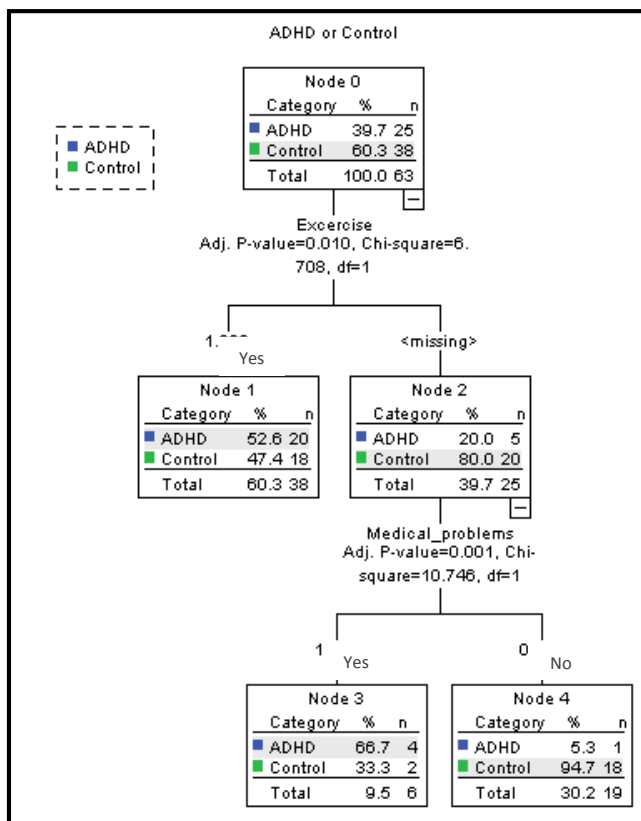 ADHD or Control
ADHD
Control
Node 0
Category % n
ADHD 39.7 25
Control 60.3 38
Total 100.0 63
Excercise
Adj. P-value=0.010, Chi-square=6.
708, df=1
1.
Yes
<missing>
Node 1
Category % n
ADHD 52.6 20
Control 47.4 18
Total 60.3 38
Node 2
Category % n
ADHD 20.0 5
Control 80.0 20
Total 39.7 25
Medical_problems
Adj. P-value=0.001, Chi-
square=10.746, df=1
1
Yes
0
No
Node 3
Category % n
ADHD 66.7 4
Control 33.3 2
Total 9.5 6
Node 4
Category % n
ADHD 5.3 1
Control 94.7 18
Total 30.2 19